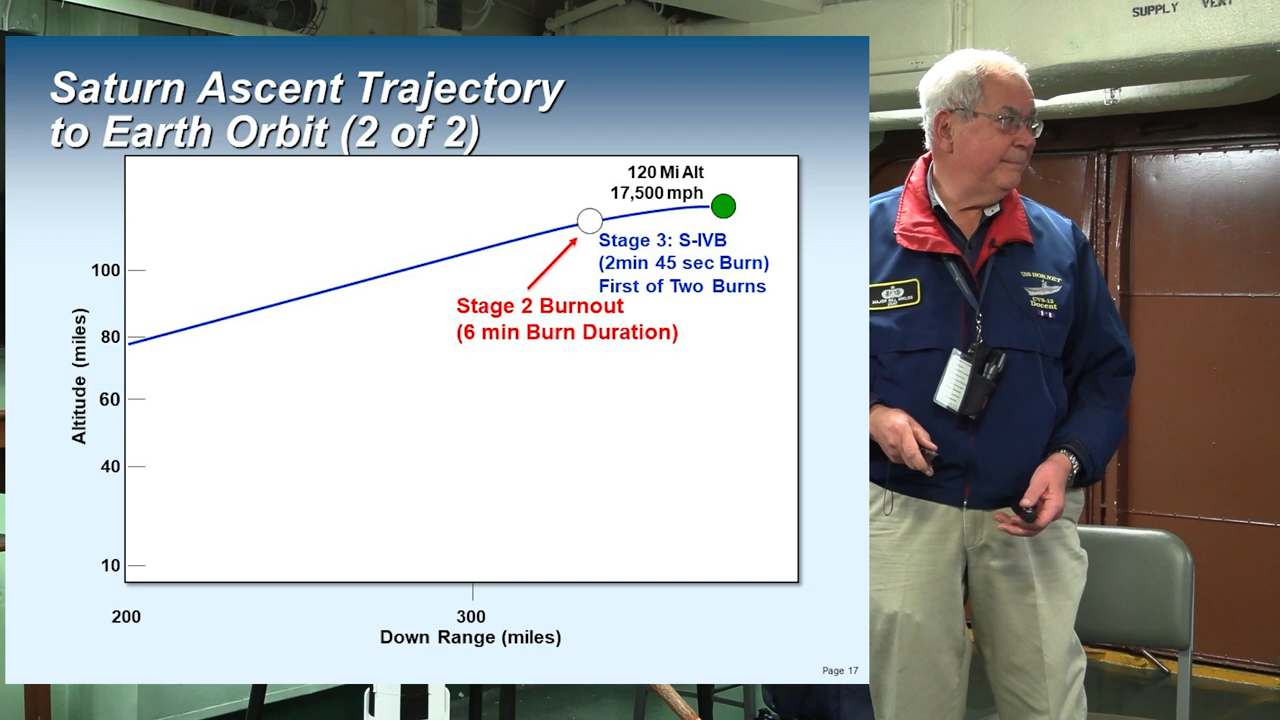 SUPPLY VENT
Saturn Ascent Trajectory
to Earth Orbit (2 of 2)
120 Mi Alt
17,500 mph
Stage 3: S-IVB
(2min 45 sec Burn)
First of Two Burns
Stage 2 Burnout
(6 min Burn Duration)
Altitude (miles)
100
80
60
40
10
200
300
Down Range (miles)
Page 17
USS HORNET
CVS-12
Docent